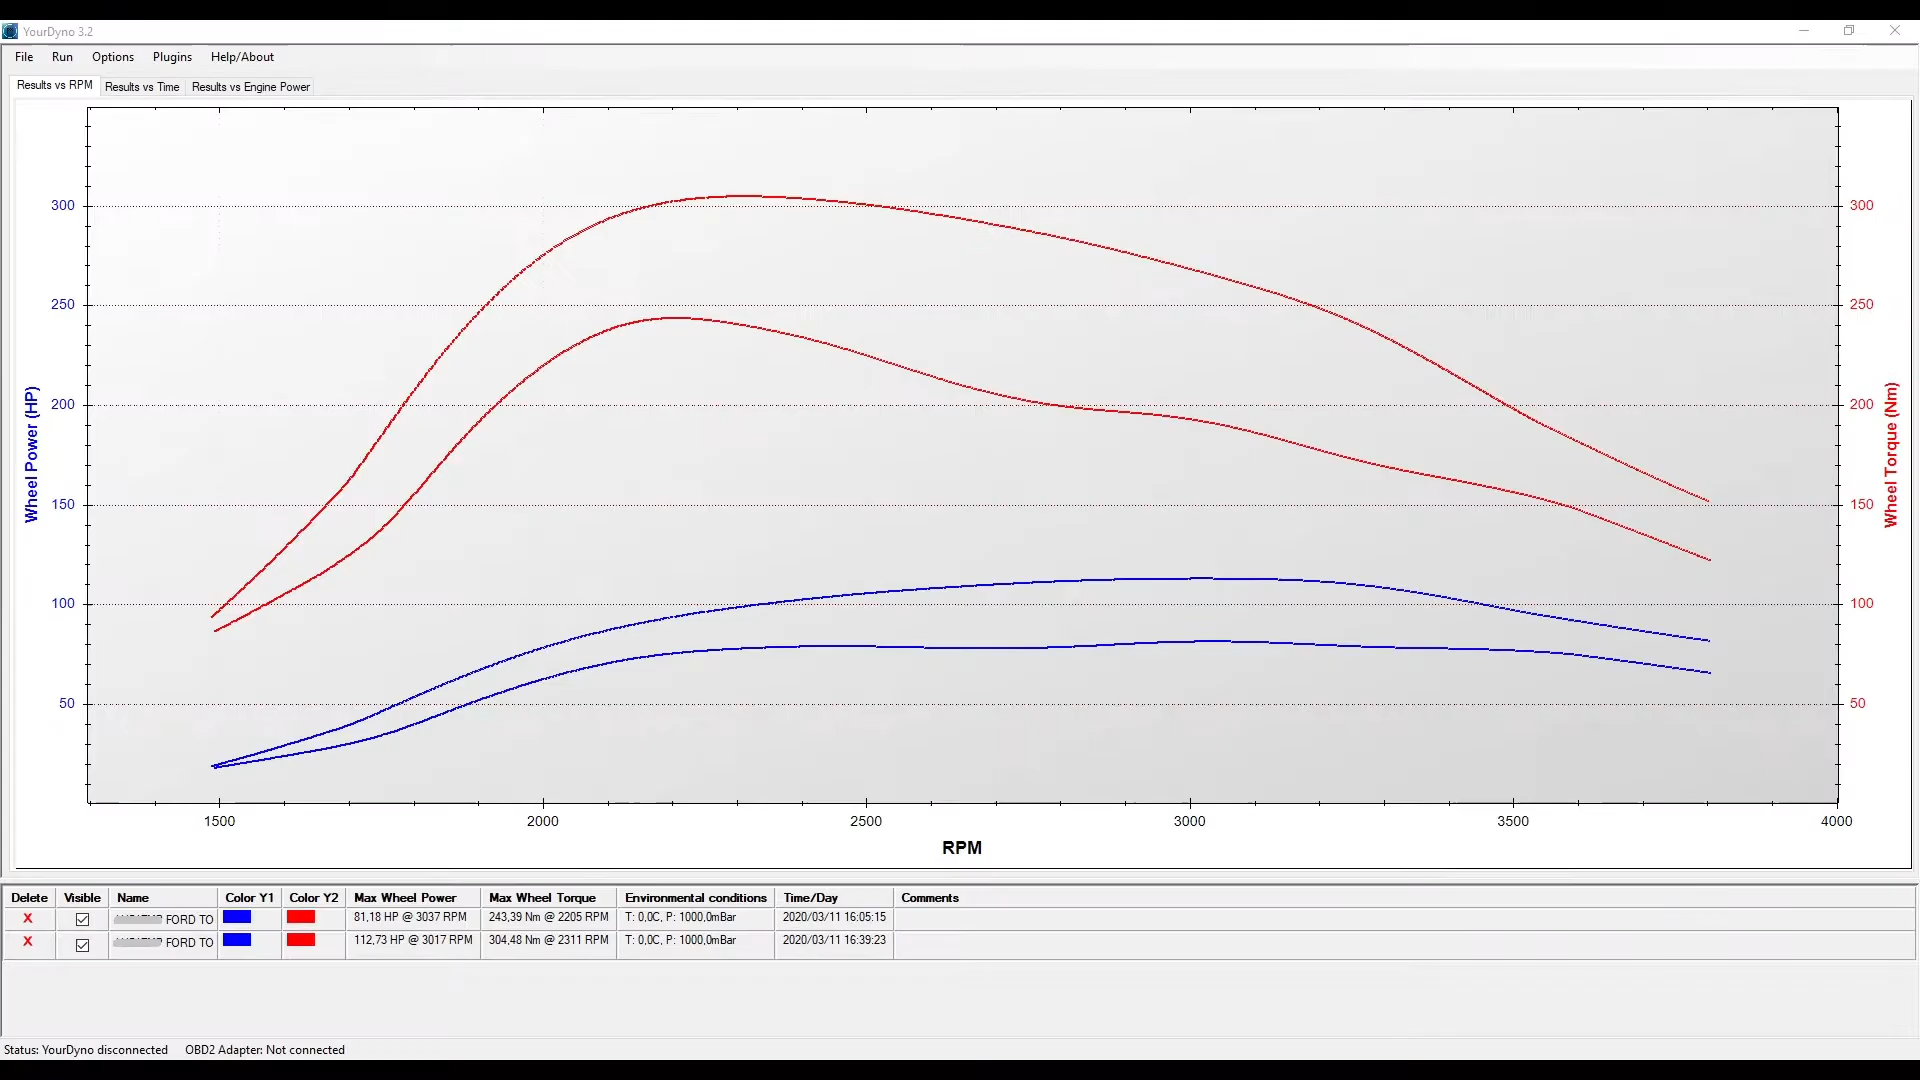 YourDyno 3.2
File Run Options Plugins Help/About
Results vs RPM Results vs Time Results vs Engine Power
300 300
250 250
200 200
150 150
100 100
50 50
Wheel Power (HP)
Wheel Torque (Nm)
1500 2000 2500 3000 3500 4000
RPM
Delete Visible Name Color Y1 Color Y2 Max Wheel Power Max Wheel Torque Environmental conditions Time/Day Comments
X FORD TO 81,18 HP @ 3037 RPM 243,39 Nm @ 2205 RPM T: 0,0C, P: 1000,0mBar 2020/03/11 16:05:15
X FORD TO 112,73 HP @ 3017 RPM 304,48 Nm @ 2311 RPM T: 0,0C, P: 1000,0mBar 2020/03/11 16:39:23
Status: YourDyno disconnected OBD2 Adapter: Not connected